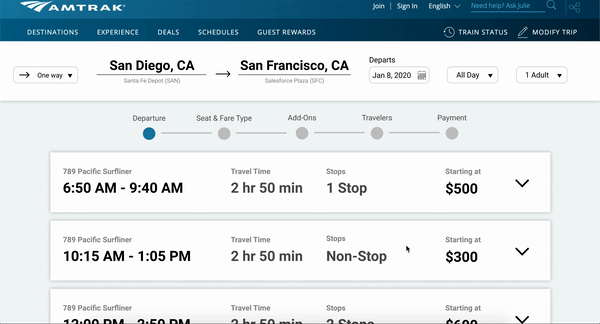 AMTRAK
Join | Sign In English Need help? Ask Julie
DESTINATIONS EXPERIENCE DEALS SCHEDULES GUEST REWARDS TRAIN STATUS MODIFY TRIP
One way San Diego, CA San Francisco, CA Departs
Santa Fe Depot (SAN) Salesforce Plaza (SFC) Jan 8, 2020 All Day 1 Adult
Departure Seat & Fare Type Add-Ons Travelers Payment
789 Pacific Surfliner Travel Time Stops Starting at
6:50 AM - 9:40 AM 2 hr 50 min 1 Stop $500
789 Pacific Surfliner Travel Time Stops Starting at
10:15 AM - 1:05 PM 2 hr 50 min Non-Stop $300
789 Pacific Surfliner Travel Time Stops Starting at
12:00 PM - 2:50 PM 2 hr 50 min